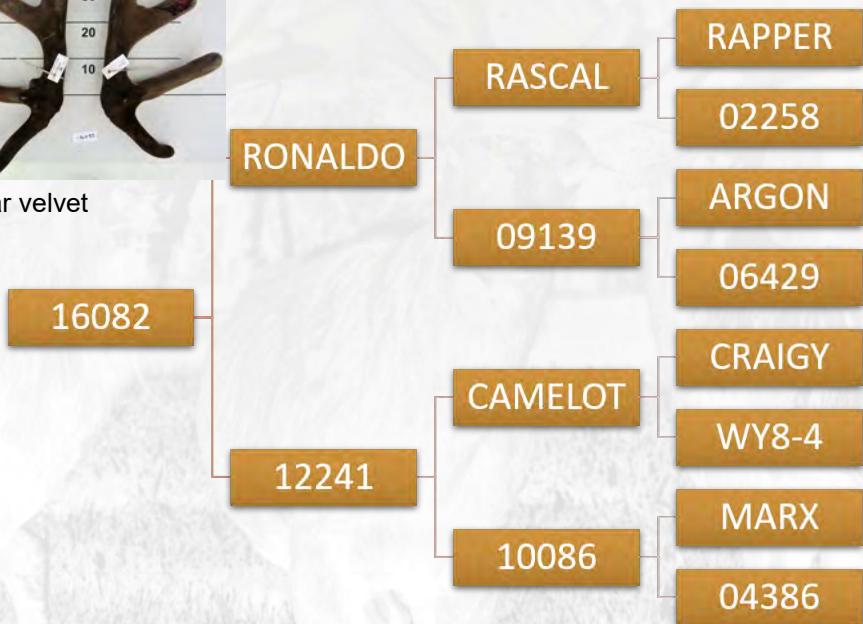 20
10
r velvet
16082
RONALDO
12241
RASCAL
09139
CAMELOT
10086
RAPPER
02258
ARGON
06429
CRAIGY
WY8-4
MARX
04386